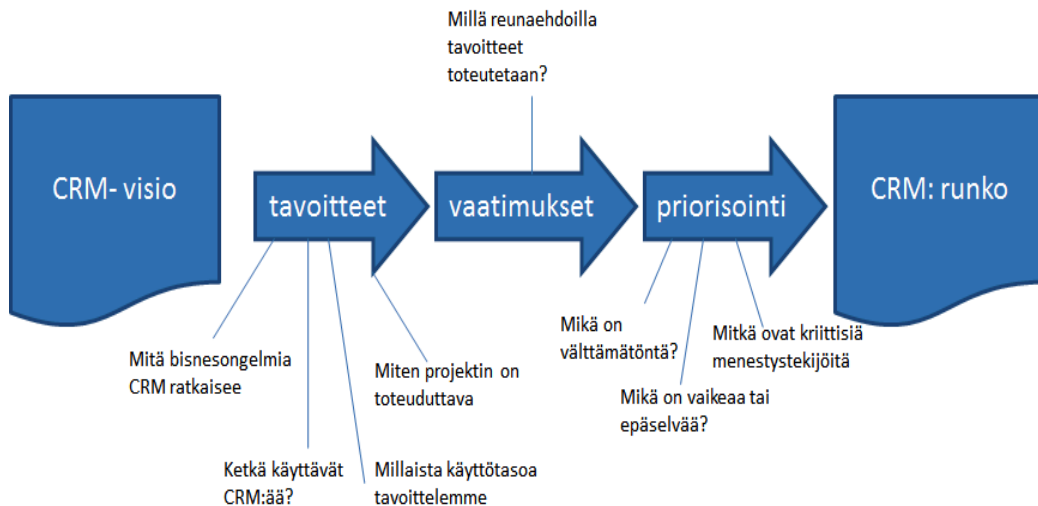 Millä reunaehdoilla
tavoitteet
toteutetaan?
CRM- visio
tavoitteet
vaatimukset
priorisointi
CRM: runko
Mitä bisnesongelmia
CRM ratkaisee
Miten projektin on
toteuduttava
Mikä on
välttämätöntä?
Mitkä ovat kriittisiä
menestystekijöitä
Mikä on vaikeaa tai
epäselvää?
Ketkä käyttävät
CRM:ää?
Millaista käyttötasoa
tavoittelemme